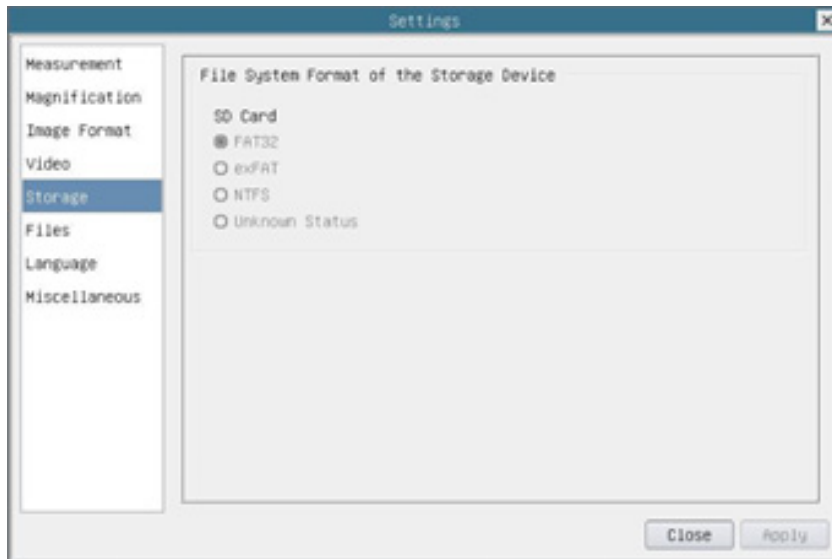 Settings
Measurement
Magnification
Image Format
Video
Storage
Files
Language
Miscellaneous
File System Format of the Storage Device
SD Card
FAT32
exFAT
NTFS
Unknown Status
Close
Apply